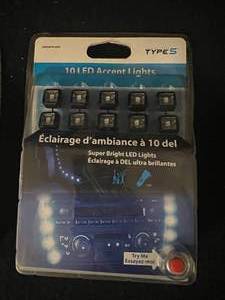 TYPE S
10 LED Accent Lights
Éclairage d'ambiance à 10 del
Super Bright LED Lights
Éclairage à DEL ultra brillantes
Try Me
Essayez-moi